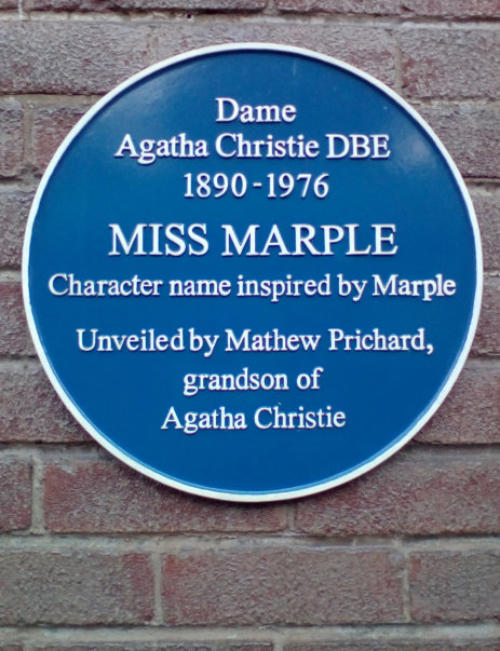 Dame
Agatha Christie DBE
1890-1976
MISS MARPLE
Character name inspired by Marple
Unveiled by Mathew Prichard,
grandson of
Agatha Christie